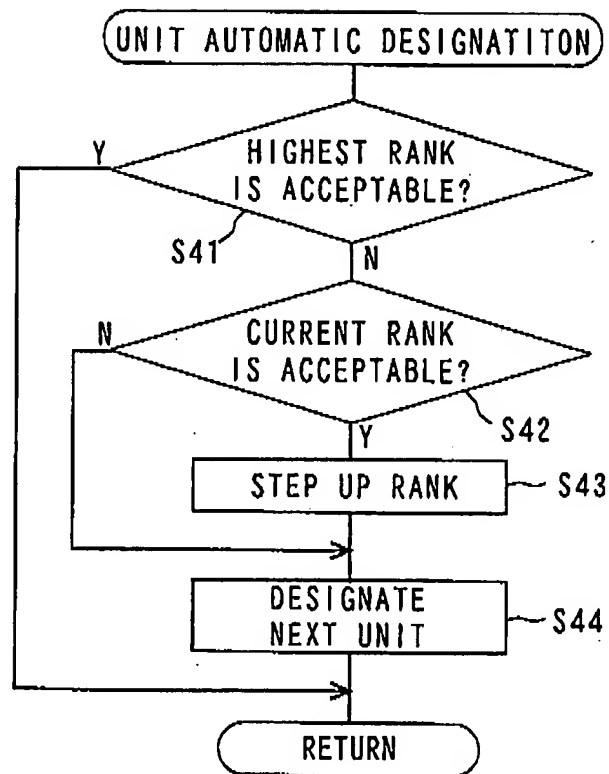 UNIT AUTOMATIC DESIGNATITON
Y
HIGHEST RANK
IS ACCEPTABLE?
S41
N
N
CURRENT RANK
IS ACCEPTABLE?
S42
Y
STEP UP RANK
S43
DESIGNATE
NEXT UNIT
S44
RETURN